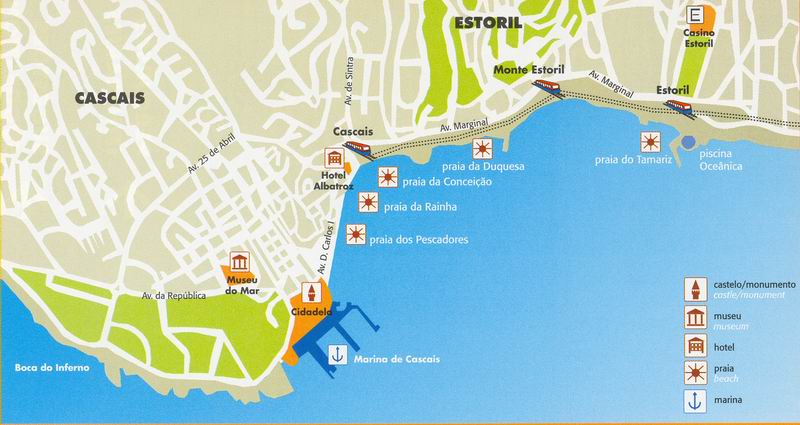 ESTORIL
E
Casino
Estoril
CASCAIS
Av. de Sintra
Monte Estoril
Av. Marginal
Estoril
Av. 25 de Abril
Cascais
Av. Marginal
Hotel
Albatroz
praia da Duquesa
praia do Tamariz
piscina
Oceânica
praia da Conceição
praia da Rainha
praia dos Pescadores
Av. D. Carlos I
Museu
do Mar
Av. da República
Cidadela
Boca do Inferno
Marina de Cascais
castelo/monumento
castle/monument
museu
museum
hotel
praia
beach
marina